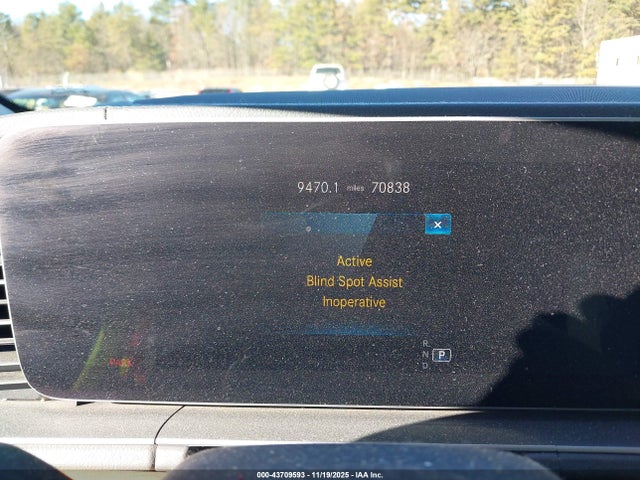 9470.1 miles 70838
×
Active
Blind Spot Assist
Inoperative
R
N P
D
000-43709593 - 11/19/2025 - IAA Inc.